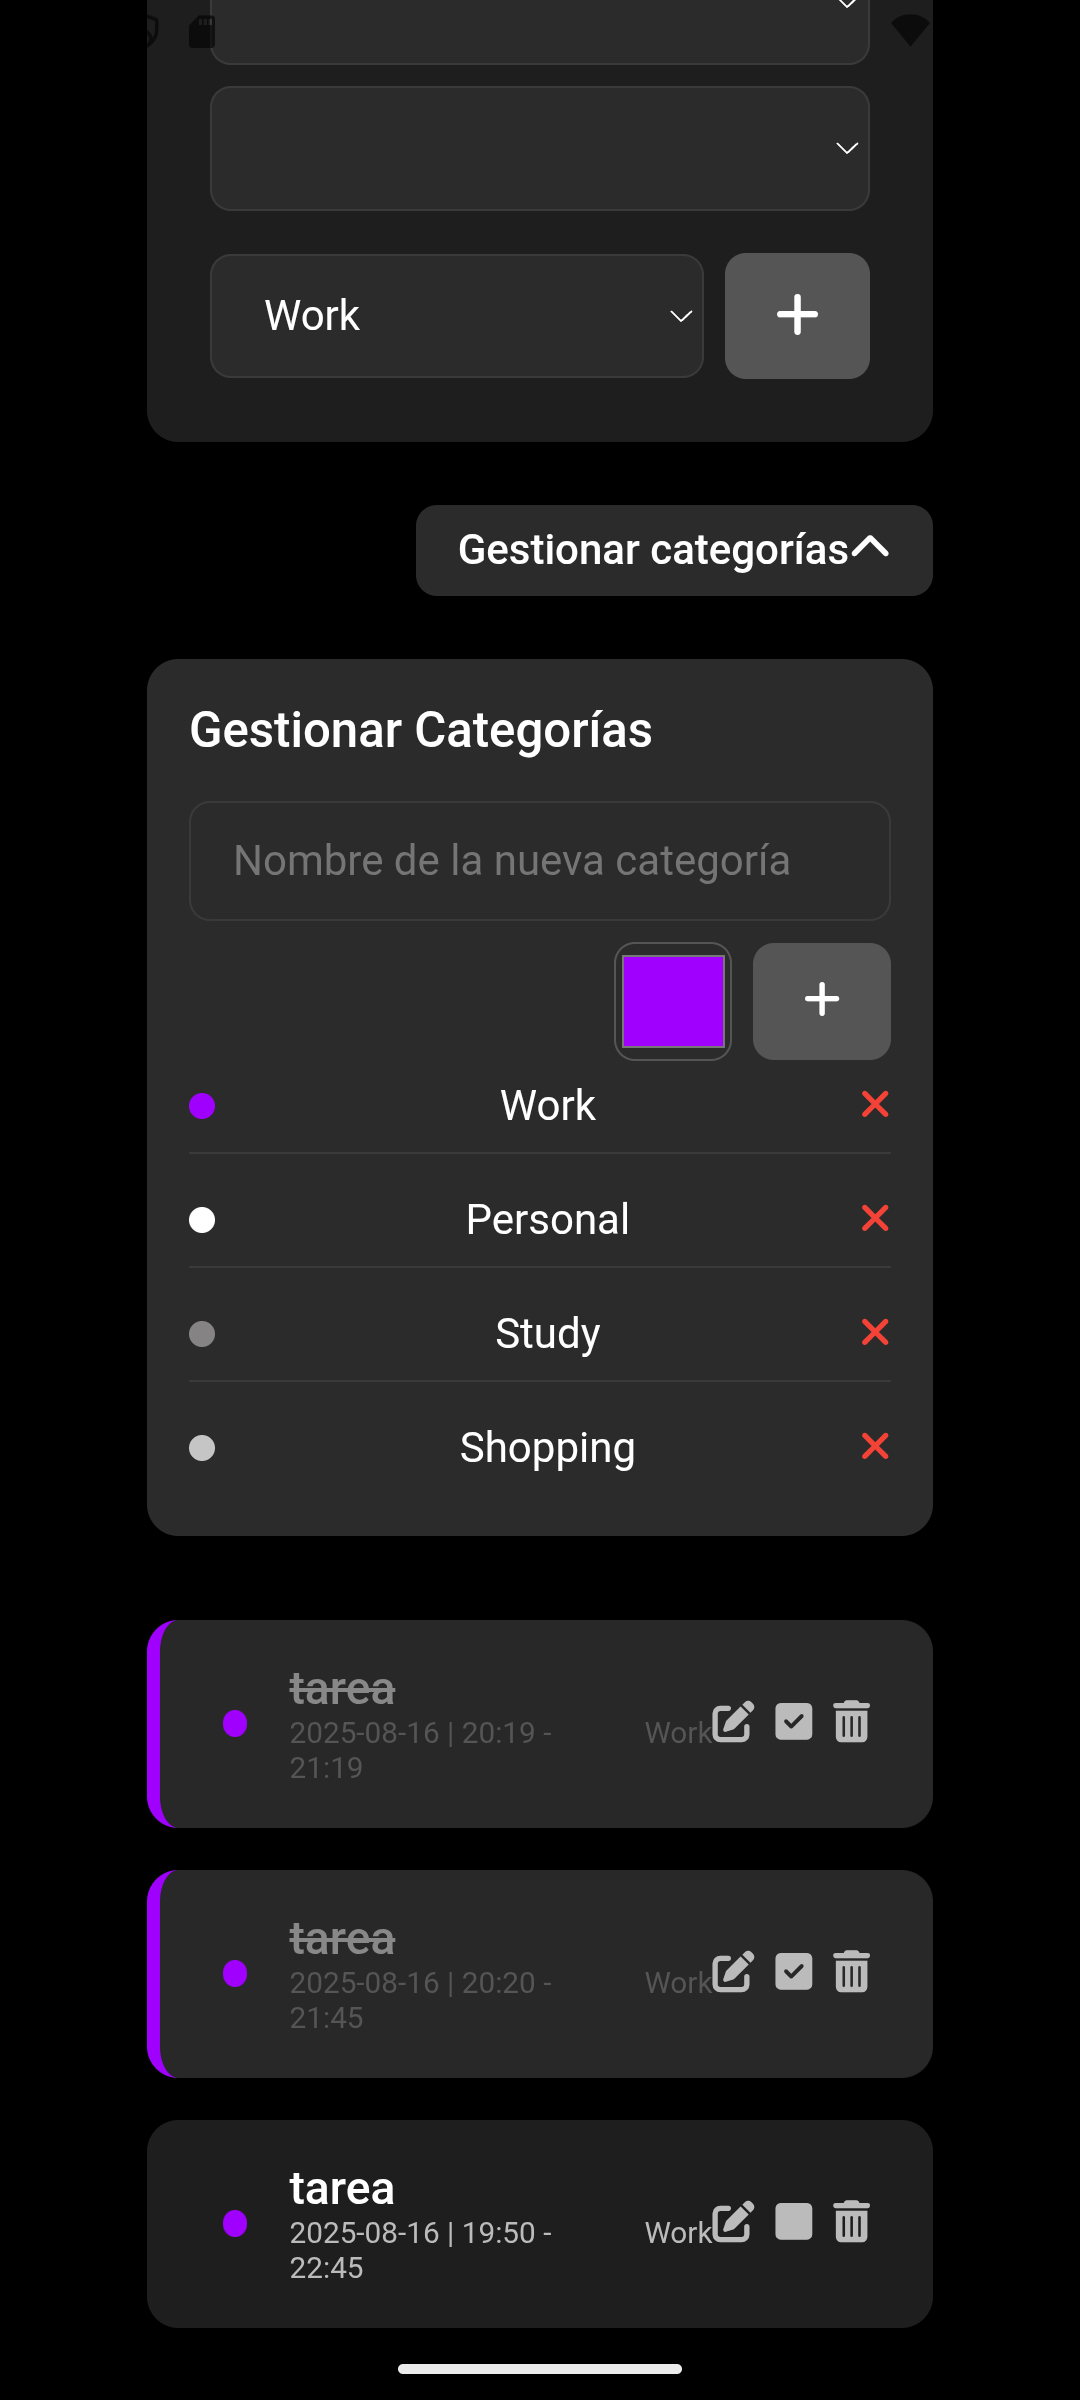 Work
Gestionar categorías
Gestionar Categorías
Nombre de la nueva categoría
Work
Personal
Study
Shopping
tarea
2025-08-16 | 20:19 -
21:19
Work
tarea
2025-08-16 | 20:20 -
21:45
Work
tarea
2025-08-16 | 19:50 -
22:45
Work